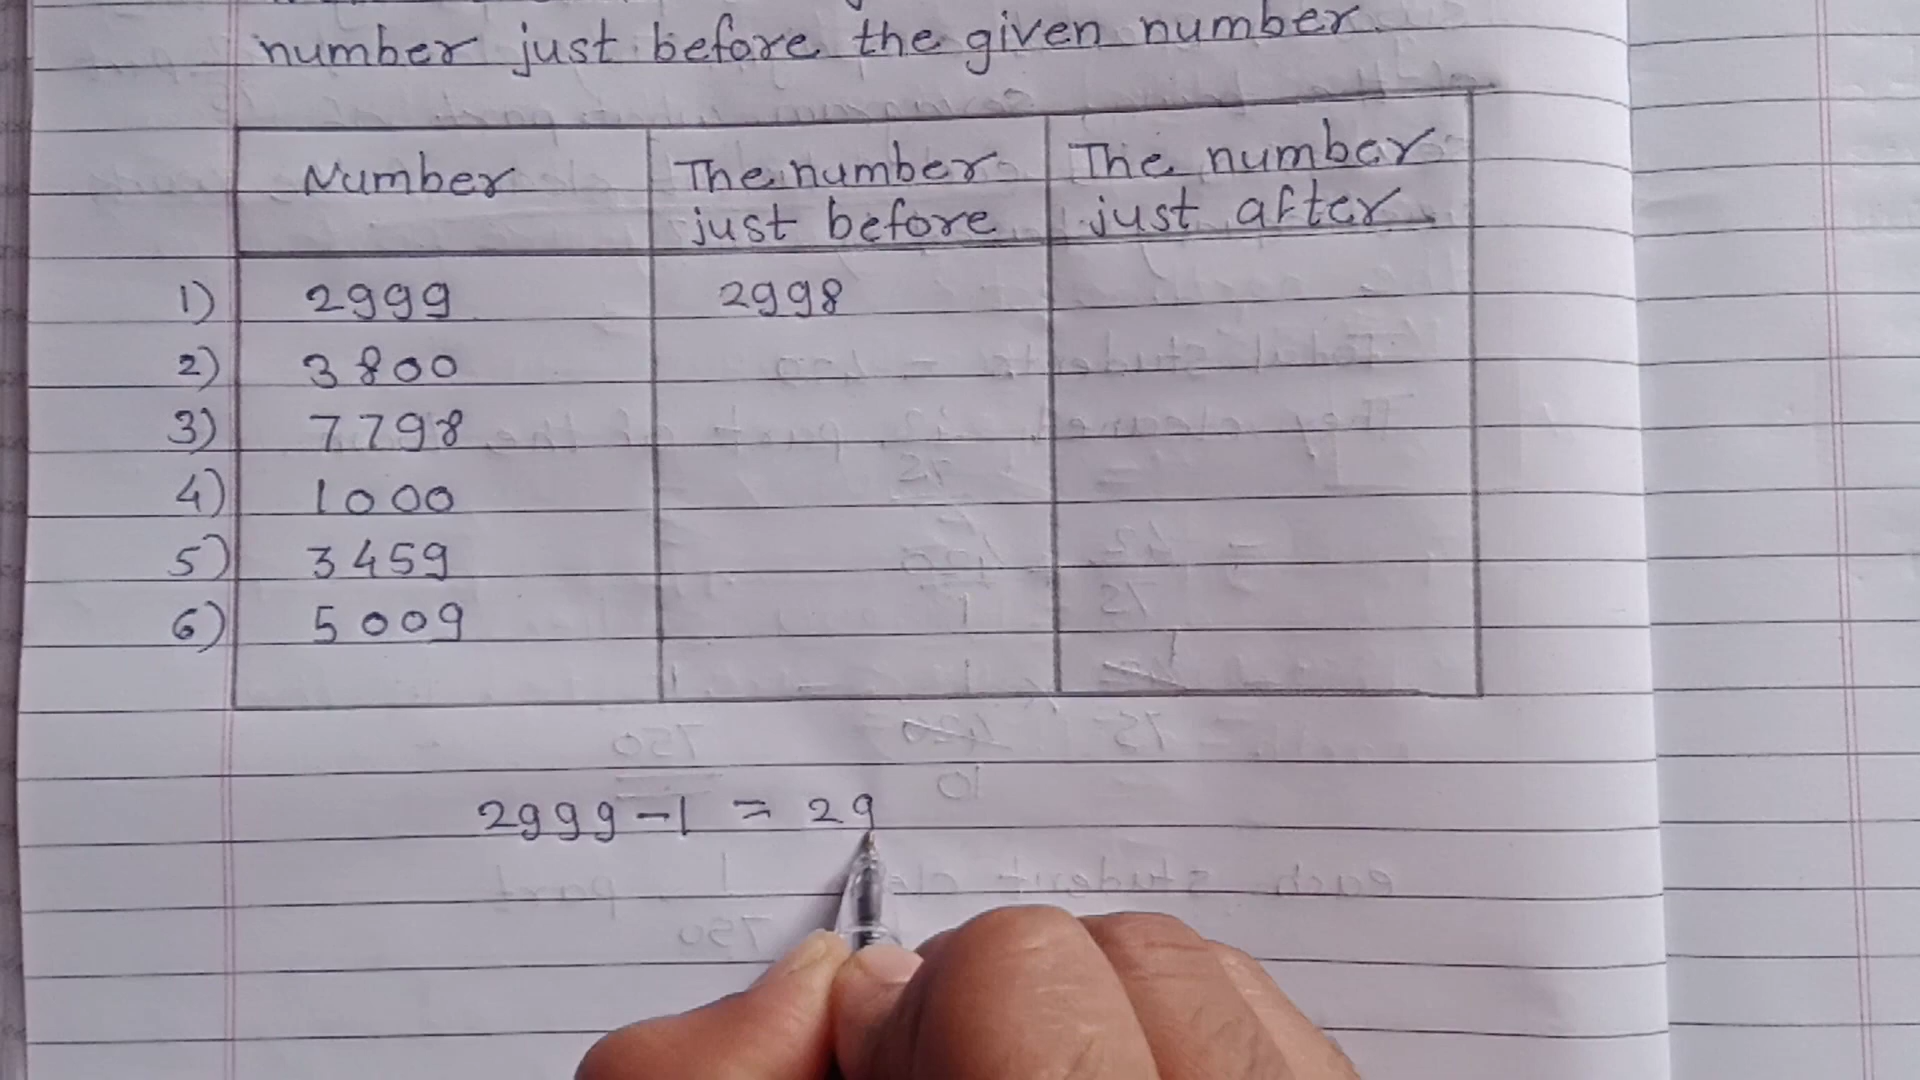 number just before the given number.
Number The number just before The number just after
1) 2999 2998
2) 3800
3) 7798
4) 1000
5) 3459
6) 5009
2999-1 = 29